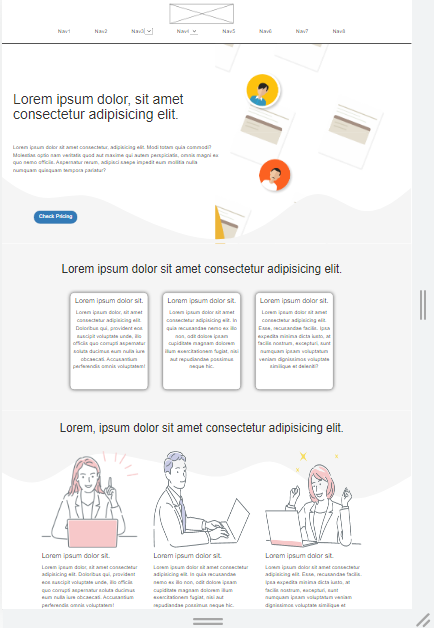 Nav1 Nav2 Nav3 Nav4 Nav5 Nav6 Nav7 Nav8
Lorem ipsum dolor, sit amet
consectetur adipisicing elit.
Lorem ipsum dolor sit amet consectetur, adipisicing elit. Modi totam quia commodi?
Molestias optio nam veritatis quod aut maxime qui autem perspiciatis, omnis magni ex
quo nemo officiis. Asperiores rerum, adipisci saepe impedit eum mollitia nulla
numquam quisquam tempora pariatur?
Check Pricing
Lorem ipsum dolor sit amet consectetur adipisicing elit.
Lorem ipsum dolor sit.
Lorem ipsum dolor sit, amet
consectetur adipisicing elit.
Doloribus qui, provident eos
suscipit voluptate unde, illo
officiis quo corrupti aspernatur
soluta ducimus eum nulla iure
obcaecati. Accusantium
perferendis omnis voluptatem!
Lorem ipsum dolor sit.
Lorem ipsum dolor sit amet
consectetur adipisicing elit. In
quia recusandae nemo ex illo
non, odit dolore ipsam
cupiditate magnam dolorem
illum exercitationem fugiat, nisi
aut repudiandae possimus
neque hic.
Lorem ipsum dolor sit.
Lorem ipsum dolor sit amet
consectetur adipisicing elit.
Esse, recusandae facilis. Ipsa
expedita minima dicta iusto, at
facilis nostrum, excepturi, cum
numquam ipsam voluptatum
veniam dignissimos voluptate
similique et deleniti?
Lorem, ipsum dolor sit amet consectetur adipisicing elit.
Lorem ipsum dolor sit.
Lorem ipsum dolor sit, amet
consectetur adipisicing elit.
Doloribus qui, provident
eos suscipit voluptate
unde, illo officiis quo
corrupti aspernatur soluta
ducimus eum nulla iure
obcaecati. Accusantium
perferendis omnis
voluptatem!
Lorem ipsum dolor sit.
Lorem ipsum dolor sit amet
consectetur adipisicing
elit. In quia recusandae
nemo ex illo non, odit
dolore ipsam cupiditate
magnam dolorem illum
exercitationem fugiat, nisi
aut repudiandae possimus
Lorem ipsum dolor sit.
Lorem ipsum dolor sit amet
consectetur adipisicing
elit. Esse, recusandae facilis.
Ipsa expedita minima dicta
iusto, at facilis nostrum,
excepturi, cum numquam ipsam
voluptatum veniam
dignissimos voluptate
similique et